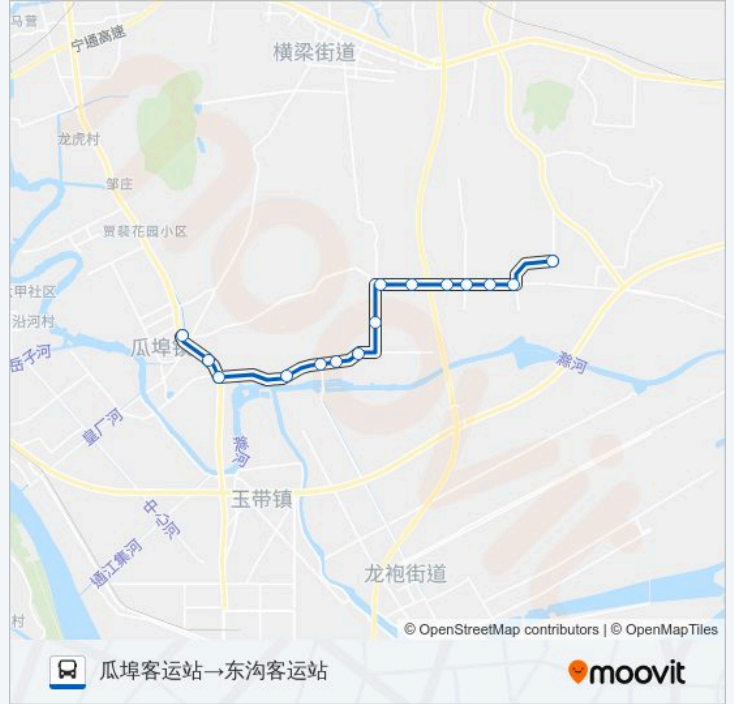 马营
宁通高速
横梁街道
龙虎村
邹庄
贺裴花园小区
甲社区
沿河村
瓜埠镇
岳子河
滁河
皇厂河
滁河
玉带镇
中心河
通江集河
龙袍街道
村
© OpenStreetMap contributors | © OpenMapTiles
瓜埠客运站→东沟客运站
moovit